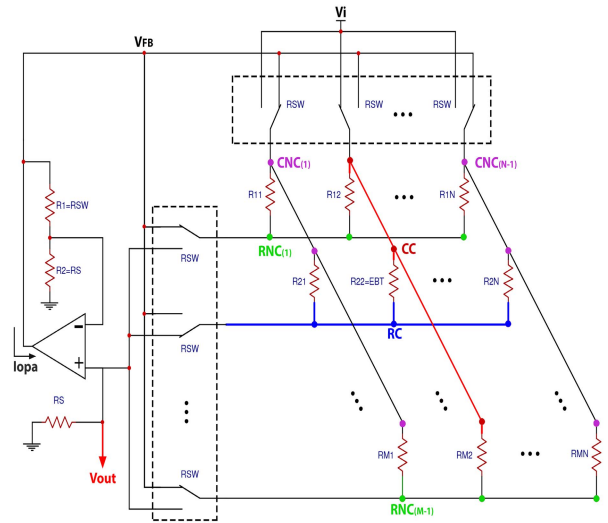 Vi
VFB
RSW
RSW
RSW
CNC(1)
CNC(N-1)
R1=RSW
R11
R12
R1N
RNC(1)
CC
R2=RS
RSW
R21
R22=EBT
R2N
RC
Iopa
-
+
RSW
RS
Vout
RSW
RM1
RM2
RMN
RNC(M-1)